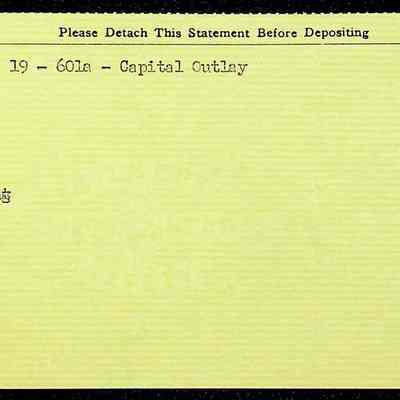 Please Detach This Statement Before Depositing
19 - 601a - Capital Outlay